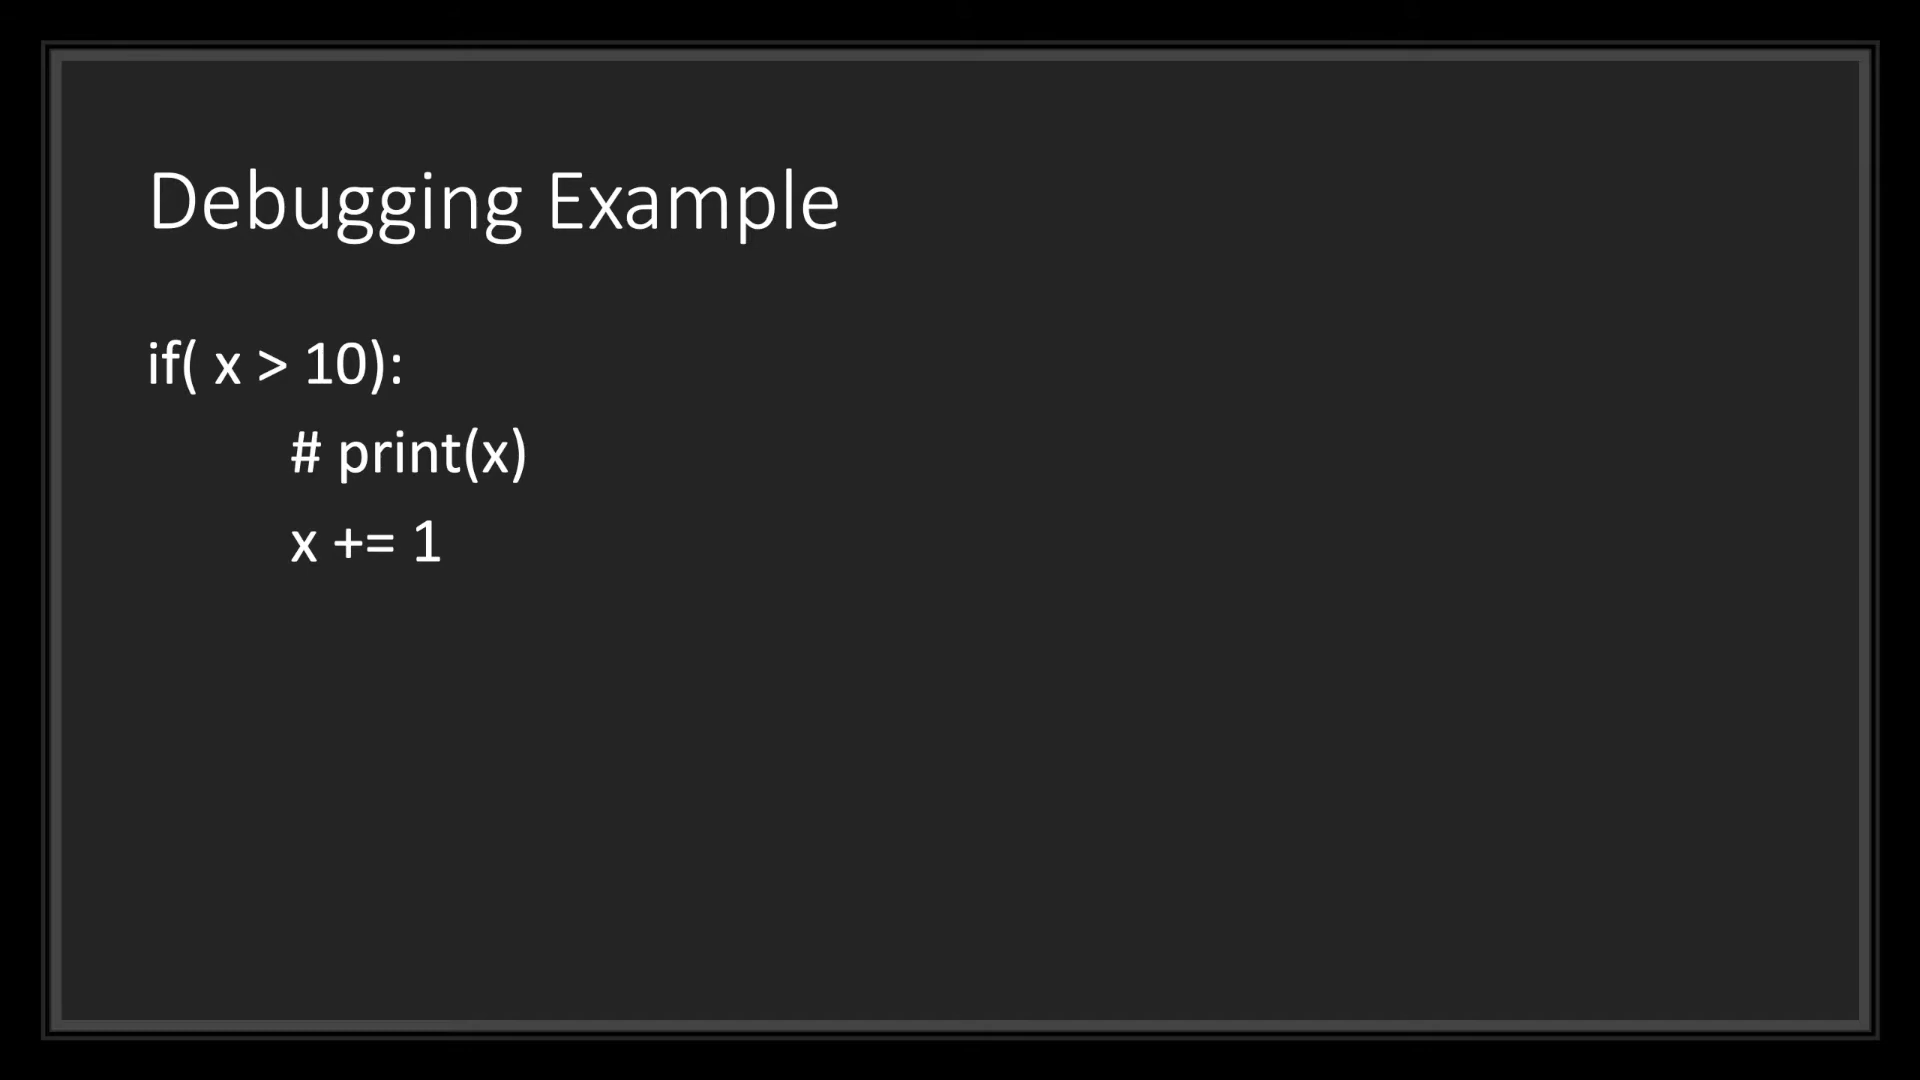 Debugging Example
if( x > 10):
# print(x)
x += 1